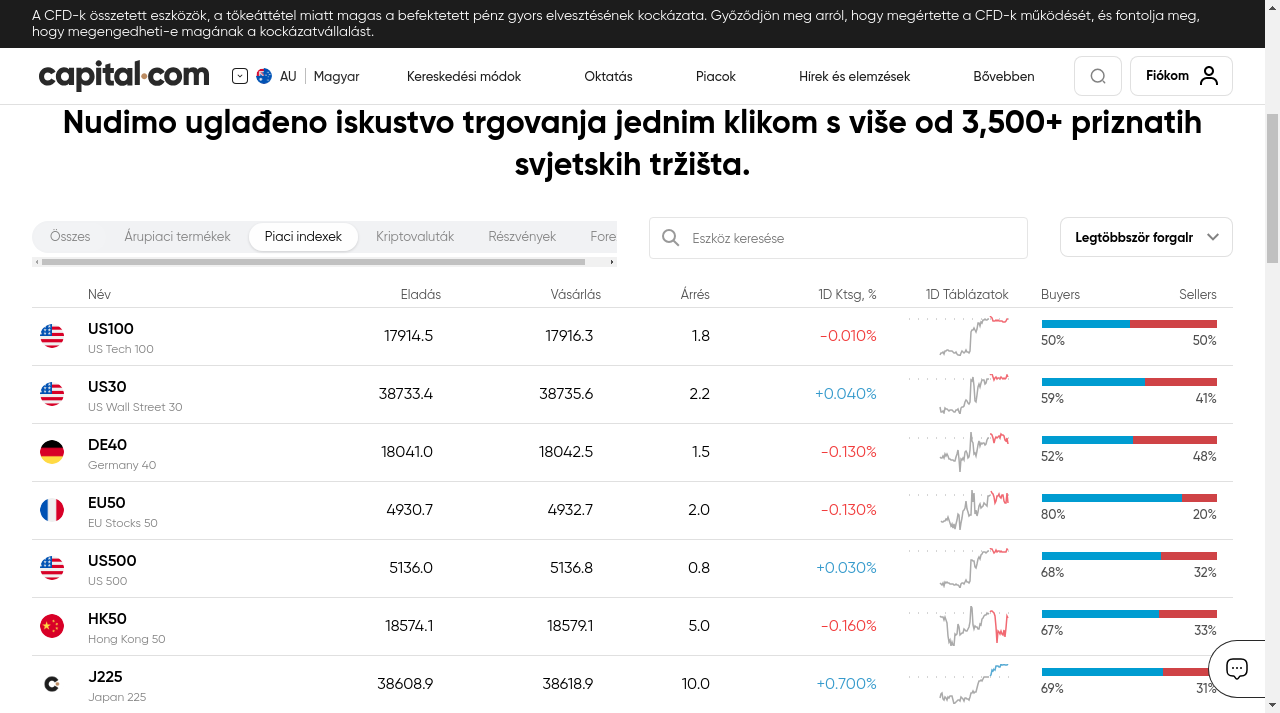 A CFD-k összetett eszközök, a tőkeáttétel miatt magas a befektetett pénz gyors elvesztésének kockázata. Győződjön meg arról, hogy megértette a CFD-k működését, és fontolja meg,
hogy megengedheti-e magának a kockázatvállalást.
capital.com AU Magyar Kereskedési módok Oktatás Piacok Hírek és elemzések Bővebben Fiókom
Nudimo uglađeno iskustvo trgovanja jednim klikom s više od 3,500+ priznatih
svjetskih tržišta.
Összes Árupiaci termékek Piaci indexek Kriptovaluták Részvények Fore Eszköz keresése Legtöbbször forgalr
Név Eladás Vásárlás Árrés 1D Ktsg, % 1D Táblázatok Buyers Sellers
US100 17914.5 17916.3 1.8 -0.010%
US Tech 100 50% 50%
US30 38733.4 38735.6 2.2 +0.040%
US Wall Street 30 59% 41%
DE40 18041.0 18042.5 1.5 -0.130%
Germany 40 52% 48%
EU50 4930.7 4932.7 2.0 -0.130%
EU Stocks 50 80% 20%
US500 5136.0 5136.8 0.8 +0.030%
US 500 68% 32%
HK50 18574.1 18579.1 5.0 -0.160%
Hong Kong 50 67% 33%
J225 38608.9 38618.9 10.0 +0.700%
Japan 225 69% 31%